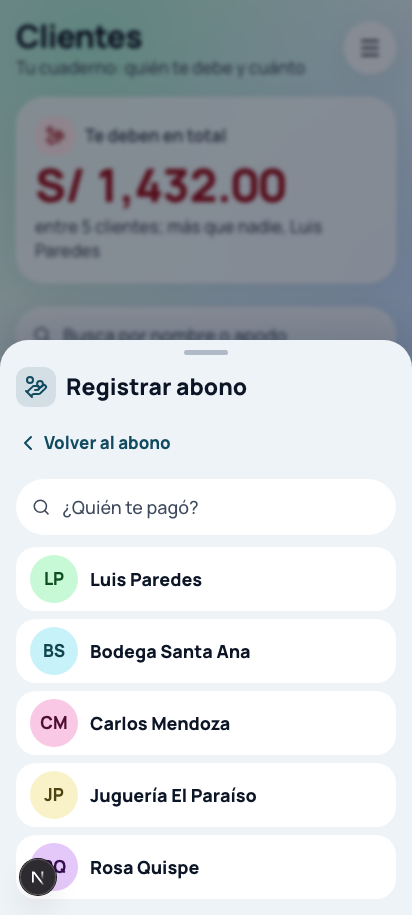 Clientes
Tu cuaderno: quién te debe y cuánto
Te deben en total
S/ 1,432.00
entre 5 clientes; más que nadie, Luis
Paredes
Busca por nombre o apodo
Registrar abono
Volver al abono
¿Quién te pagó?
LP Luis Paredes
BS Bodega Santa Ana
CM Carlos Mendoza
JP Juguería El Paraíso
Q Rosa Quispe
N